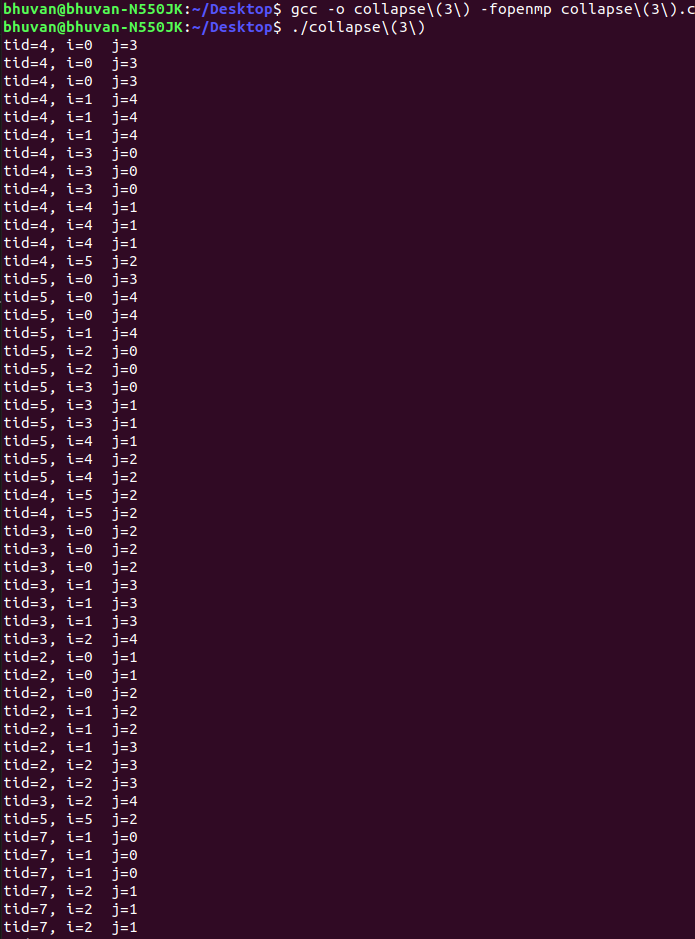 bhuvan@bhuvan-N550JK:~/Desktop$ gcc -o collapse\(3\) -fopenmp collapse\(3\).c
bhuvan@bhuvan-N550JK:~/Desktop$ ./collapse\(3\)
tid=4, i=0  j=3
tid=4, i=0  j=3
tid=4, i=0  j=3
tid=4, i=1  j=4
tid=4, i=1  j=4
tid=4, i=1  j=4
tid=4, i=3  j=0
tid=4, i=3  j=0
tid=4, i=3  j=0
tid=4, i=4  j=1
tid=4, i=4  j=1
tid=4, i=4  j=1
tid=4, i=5  j=2
tid=5, i=0  j=3
tid=5, i=0  j=4
tid=5, i=0  j=4
tid=5, i=1  j=4
tid=5, i=2  j=0
tid=5, i=2  j=0
tid=5, i=3  j=0
tid=5, i=3  j=1
tid=5, i=3  j=1
tid=5, i=4  j=1
tid=5, i=4  j=2
tid=5, i=4  j=2
tid=4, i=5  j=2
tid=4, i=5  j=2
tid=3, i=0  j=2
tid=3, i=0  j=2
tid=3, i=0  j=2
tid=3, i=1  j=3
tid=3, i=1  j=3
tid=3, i=1  j=3
tid=3, i=2  j=4
tid=2, i=0  j=1
tid=2, i=0  j=1
tid=2, i=0  j=2
tid=2, i=1  j=2
tid=2, i=1  j=2
tid=2, i=1  j=3
tid=2, i=2  j=3
tid=2, i=2  j=3
tid=3, i=2  j=4
tid=5, i=5  j=2
tid=7, i=1  j=0
tid=7, i=1  j=0
tid=7, i=1  j=0
tid=7, i=2  j=1
tid=7, i=2  j=1
tid=7, i=2  j=1